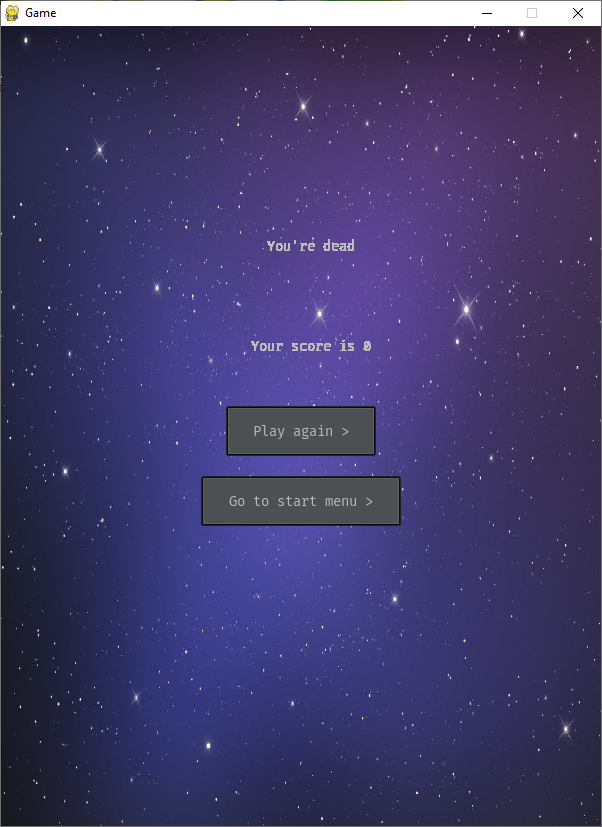 Game
You're dead
Your score is 0
Play again >
Go to start menu >